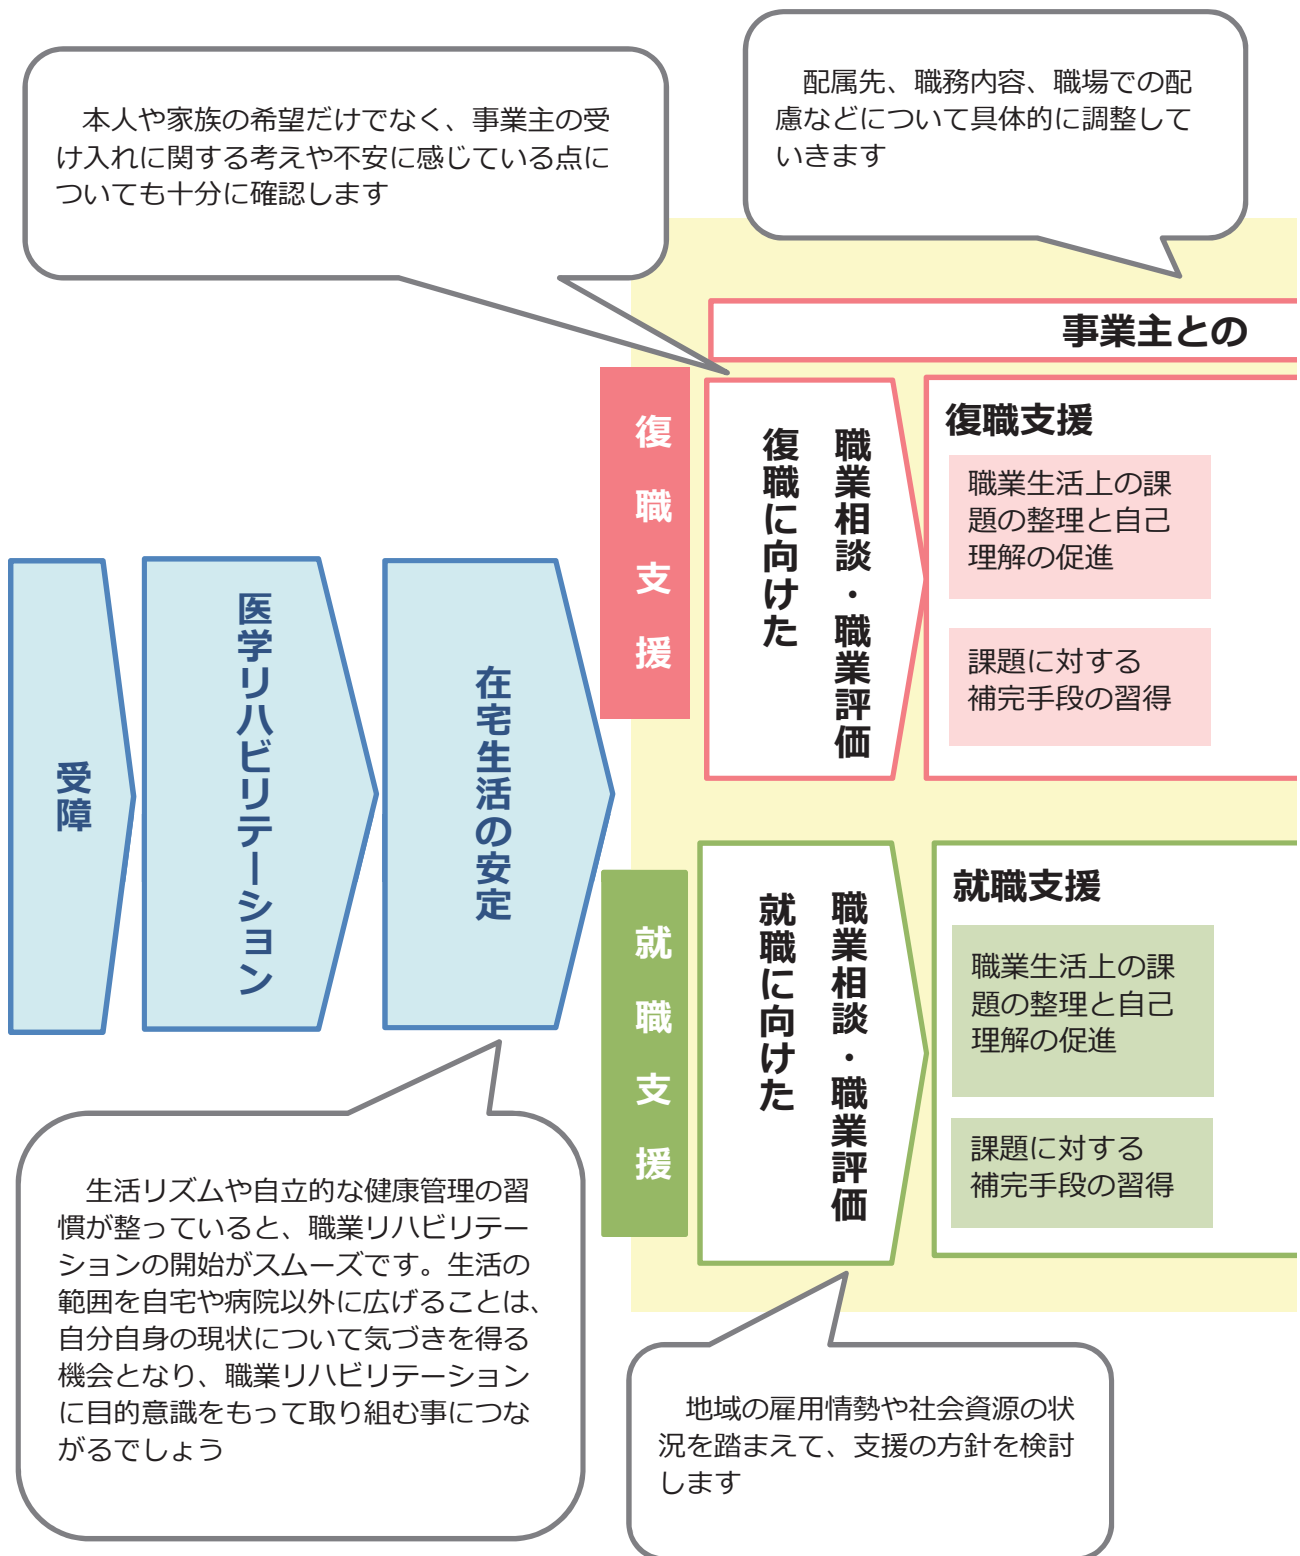 本人や家族の希望だけでなく、事業主の受
け入れに関する考えや不安に感じている点に
ついても十分に確認します
配属先、職務内容、職場での配
慮などについて具体的に調整して
いきます
事業主との
復職支援
復職に向けた
職業相談・職業評価
復職支援
職業生活上の課
題の整理と自己
理解の促進
課題に対する
補完手段の習得
受障
医学リハビリテーション
在宅生活の安定
就職支援
就職に向けた
職業相談・職業評価
就職支援
職業生活上の課
題の整理と自己
理解の促進
課題に対する
補完手段の習得
生活リズムや自立的な健康管理の習
慣が整っていると、職業リハビリテー
ションの開始がスムーズです。生活の
範囲を自宅や病院以外に広げることは、
自分自身の現状について気づきを得る
機会となり、職業リハビリテーション
に目的意識をもって取り組む事につな
がるでしょう
地域の雇用情勢や社会資源の状
況を踏まえて、支援の方針を検討
します